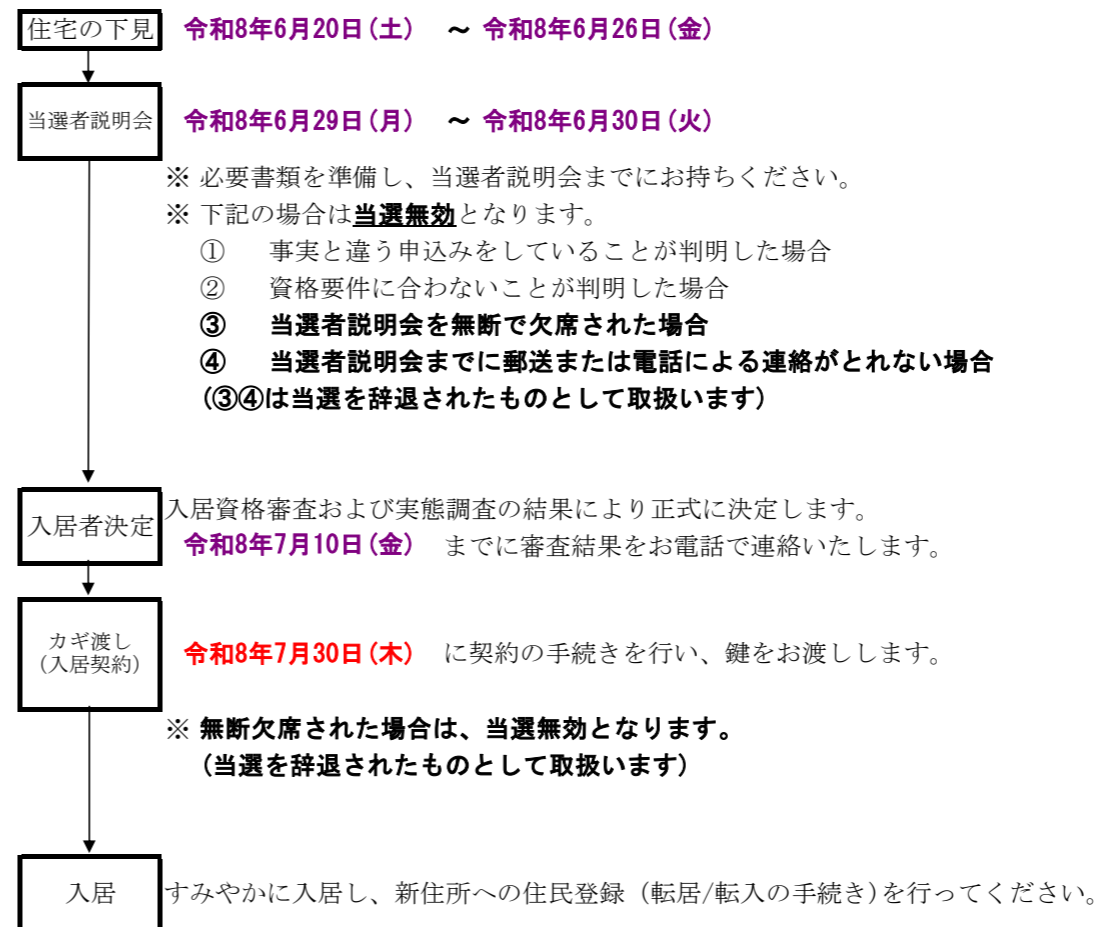 住宅の下見 令和8年6月20日(土) ～ 令和8年6月26日(金)
当選者説明会 令和8年6月29日(月) ～ 令和8年6月30日(火)
※ 必要書類を準備し、当選者説明会までにお持ちください。
※ 下記の場合は当選無効となります。
① 事実と違う申込みをしていることが判明した場合
② 資格要件に合わないことが判明した場合
③ 当選者説明会を無断で欠席された場合
④ 当選者説明会までに郵送または電話による連絡がとれない場合
(③④は当選を辞退されたものとして取扱います)
入居者決定 入居資格審査および実態調査の結果により正式に決定します。
令和8年7月10日(金) までに審査結果をお電話で連絡いたします。
カギ渡し
(入居契約) 令和8年7月30日(木) に契約の手続きを行い、鍵をお渡しします。
※ 無断欠席された場合は、当選無効となります。
(当選を辞退されたものとして取扱います)
入居 すみやかに入居し、新住所への住民登録（転居/転入の手続き)を行ってください。